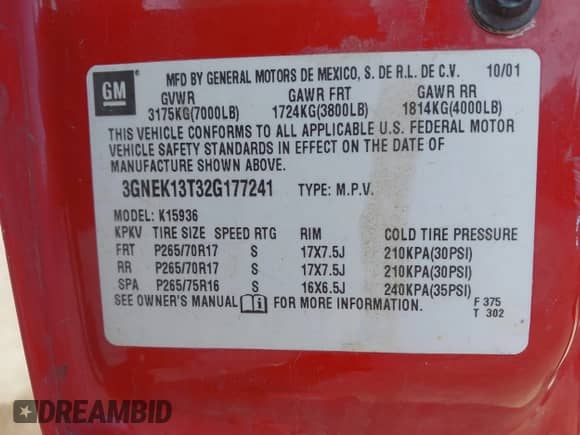 GM
MFD BY GENERAL MOTORS DE MEXICO, S. DE R.L. DE C.V. 10/01
GVWR GAWR FRT GAWR RR
3175KG(7000LB) 1724KG(3800LB) 1814KG(4000LB)
THIS VEHICLE CONFORMS TO ALL APPLICABLE U.S. FEDERAL MOTOR
VEHICLE SAFETY STANDARDS IN EFFECT ON THE DATE OF
MANUFACTURE SHOWN ABOVE.
3GNEK13T32G177241 TYPE: M.P.V.
MODEL: K15936
KPKV TIRE SIZE SPEED RTG RIM COLD TIRE PRESSURE
FRT P265/70R17 S 17X7.5J 210KPA(30PSI)
RR P265/70R17 S 17X7.5J 210KPA(30PSI)
SPA P265/75R16 S 16X6.5J 240KPA(35PSI)
SEE OWNER'S MANUAL FOR MORE INFORMATION.
F 375
T 302
DREAMBID